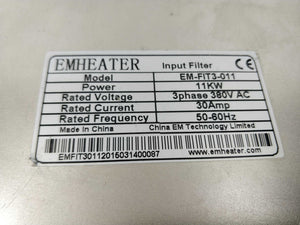 EMHEATER Input Filter CE
Model EM-FIT3-011
Power 11KW
Rated Voltage 3phase 380V AC
Rated Current 30Amp
Rated Frequency 50-60Hz
Made In China China EM Technology Limited
EMFIT30112016031400087 www.emheater.com